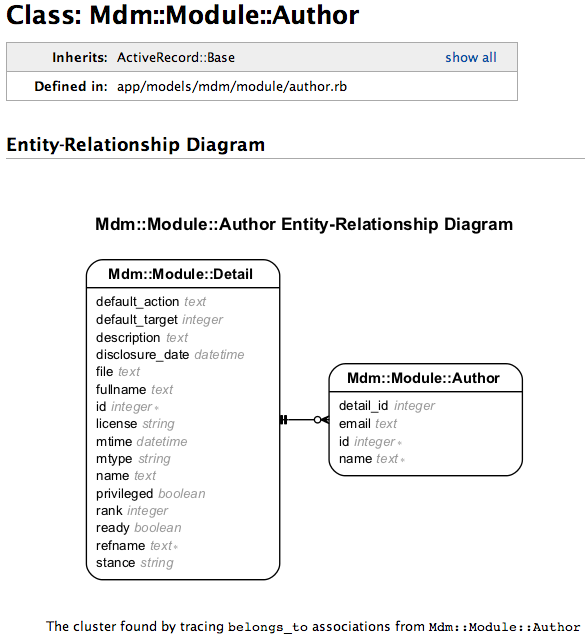 Class: Mdm::Module::Author
Inherits: ActiveRecord::Base show all
Defined in: app/models/mdm/module/author.rb
Entity-Relationship Diagram
Mdm::Module::Author Entity-Relationship Diagram
Mdm::Module::Detail
default_action text
default_target integer
description text
disclosure_date datetime
file text
fullname text
id integer *
license string
mtime datetime
mtype string
name text
privileged boolean
rank integer
ready boolean
refname text *
stance string
Mdm::Module::Author
detail_id integer
email text
id integer *
name text *
The cluster found by tracing belongs_to associations from Mdm::Module::Author